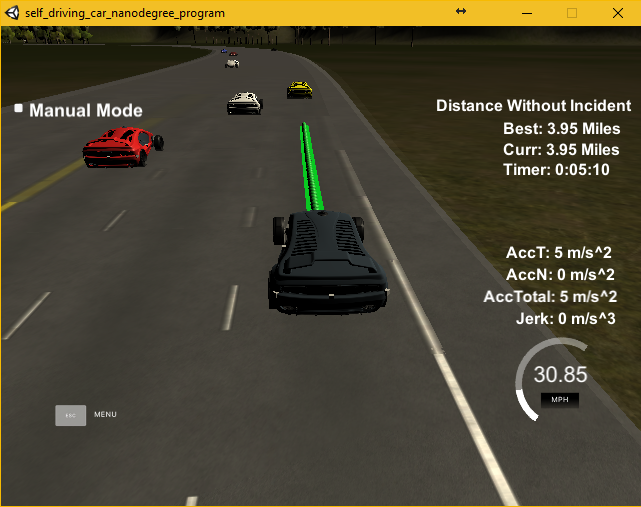 self_driving_car_nanodegree_program
Manual Mode
Distance Without Incident
Best: 3.95 Miles
Curr: 3.95 Miles
Timer: 0:05:10
AccT: 5 m/s^2
AccN: 0 m/s^2
AccTotal: 5 m/s^2
Jerk: 0 m/s^3
30.85
MPH
ESC MENU